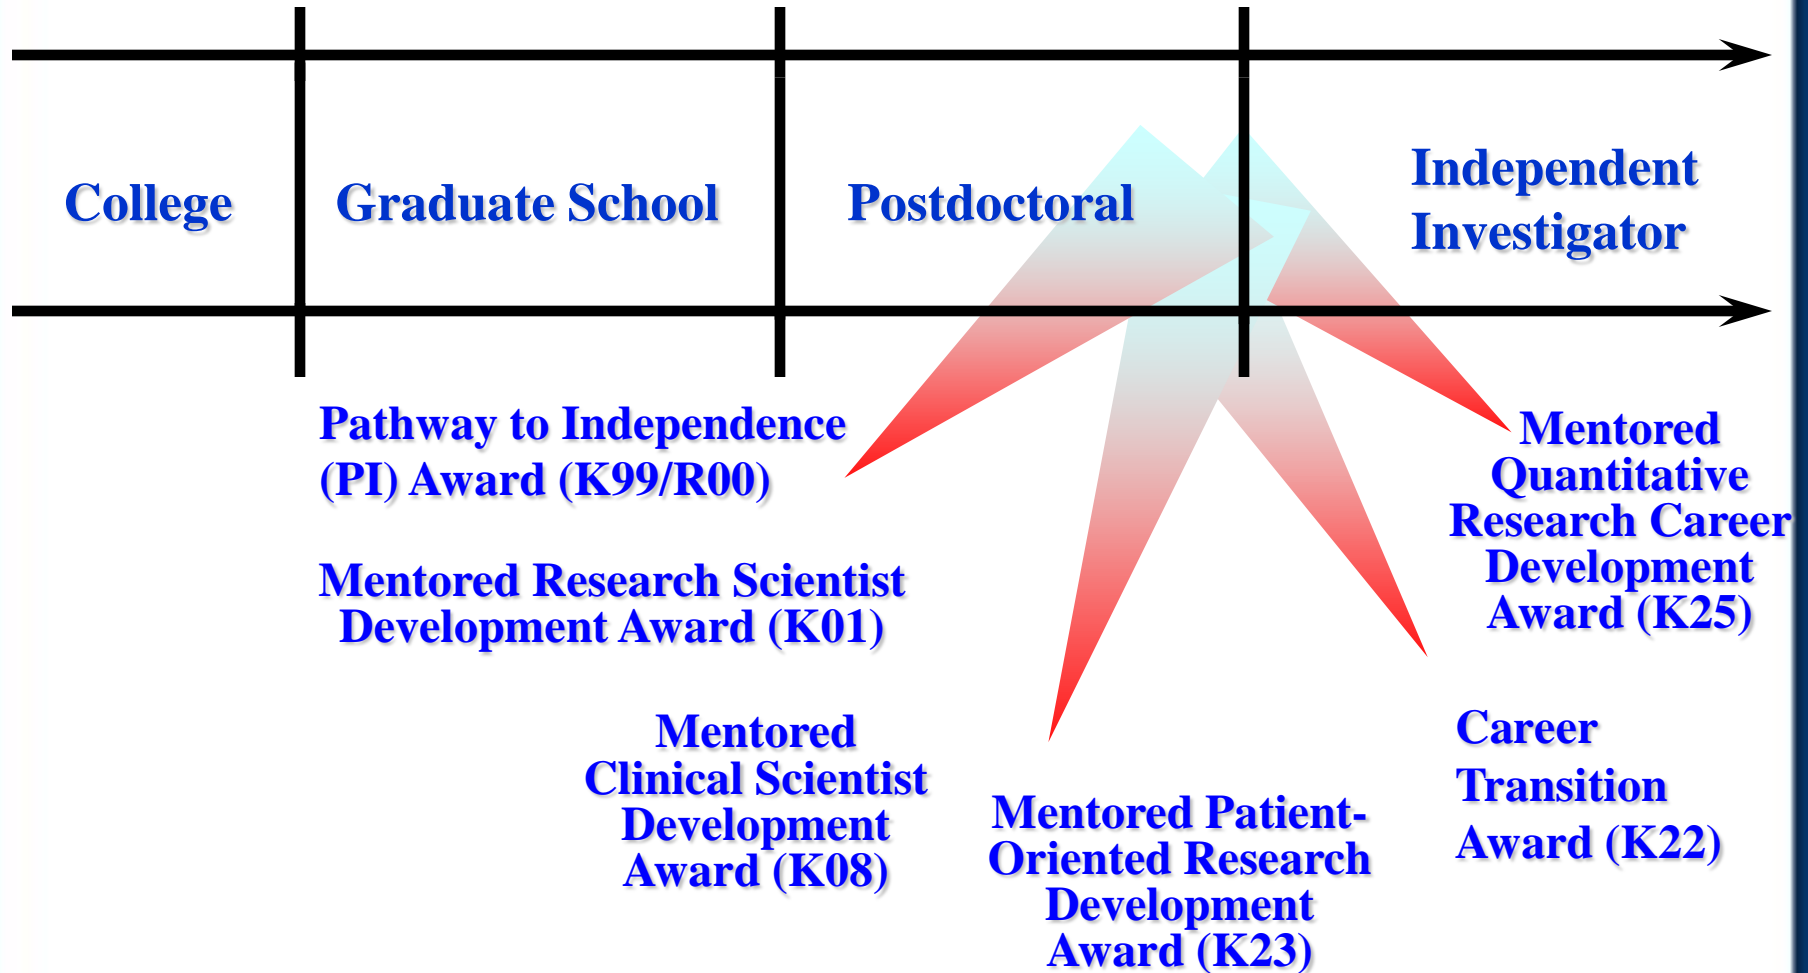 College
Graduate School
Postdoctoral
Independent
Investigator
Pathway to Independence
(PI) Award (K99/R00)
Mentored Research Scientist
Development Award (K01)
Mentored
Clinical Scientist
Development
Award (K08)
Mentored Patient-
Oriented Research
Development
Award (K23)
Career
Transition
Award (K22)
Mentored
Quantitative
Research Career
Development
Award (K25)